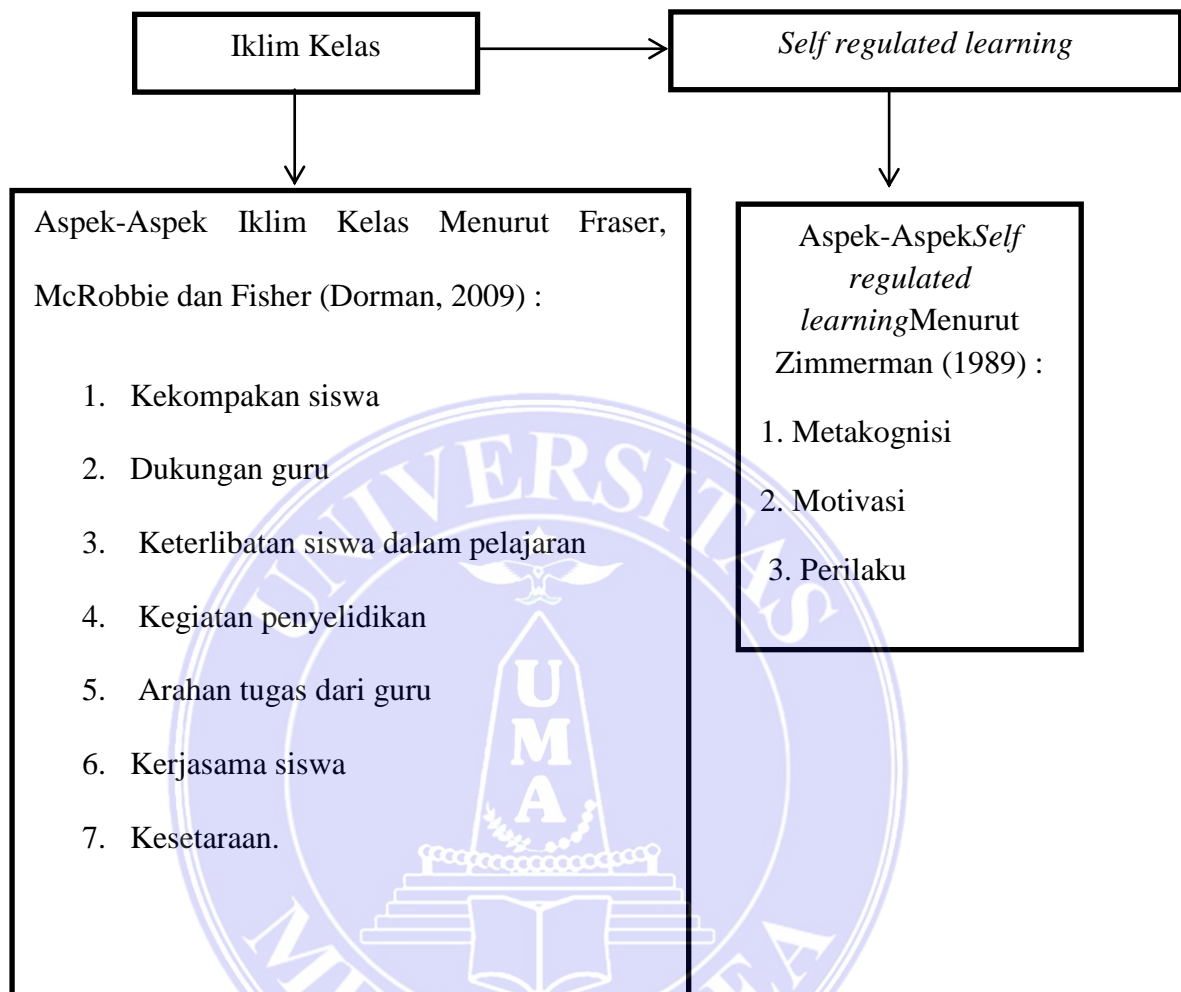 Iklim Kelas
Self regulated learning
Aspek-Aspek Iklim Kelas Menurut Fraser,
McRobbie dan Fisher (Dorman, 2009) :
1. Kekompakan siswa
2. Dukungan guru
3. Keterlibatan siswa dalam pelajaran
4. Kegiatan penyelidikan
5. Arahan tugas dari guru
6. Kerjasama siswa
7. Kesetaraan.
Aspek-AspekSelf
regulated
learningMenurut
Zimmerman (1989) :
1. Metakognisi
2. Motivasi
3. Perilaku
UNIVERSITAS
UMA